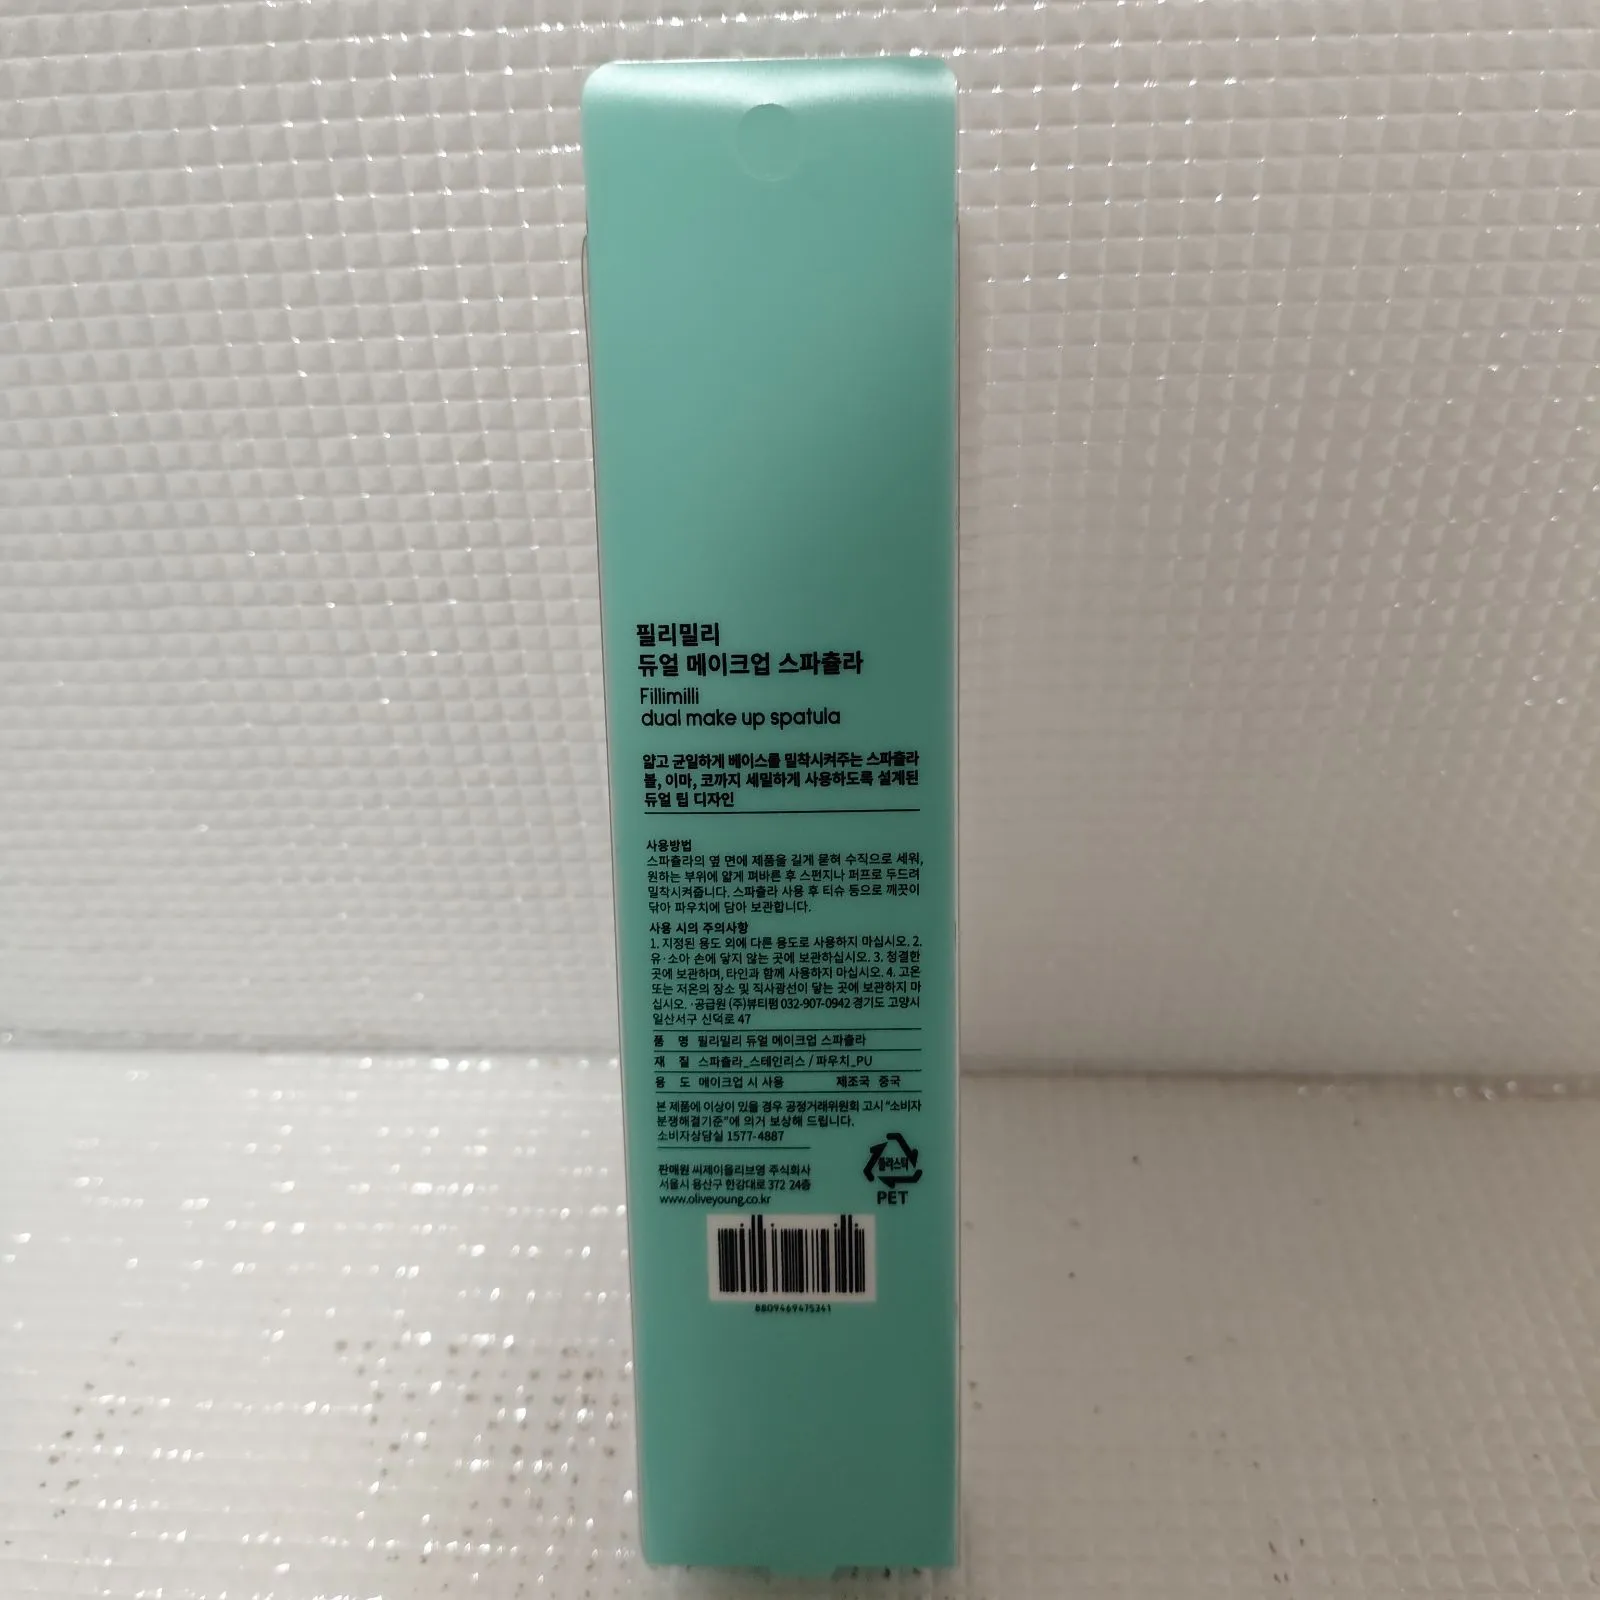 필리밀리
듀얼 메이크업 스파츌라
Fillimilli
dual make up spatula
얇고 균일하게 베이스를 밀착시켜주는 스파츌라
볼, 이마, 코까지 세밀하게 사용하도록 설계된
듀얼 팁 디자인
사용방법
스파츌라의 옆 면에 제품을 길게 묻혀 수직으로 세워,
원하는 부위에 얇게 펴바른 후 스펀지나 퍼프로 두드려
밀착시켜줍니다. 스파츌라 사용 후 티슈 등으로 깨끗이
닦아 파우치에 담아 보관합니다.
사용 시의 주의사항
1. 지정된 용도 외에 다른 용도로 사용하지 마십시오. 2.
유·소아 손에 닿지 않는 곳에 보관하십시오. 3. 청결한
곳에 보관하며, 타인과 함께 사용하지 마십시오. 4. 고온
또는 저온의 장소 및 직사광선이 닿는 곳에 보관하지 마
십시오. ·공급원 (주)뷰티펌 032-907-0942 경기도 고양시
일산서구 신덕로 47
품 명 필리밀리 듀얼 메이크업 스파츌라
재 질 스파츌라_스테인리스 / 파우치_PU
용 도 메이크업 시 사용 제조국 중국
본 제품에 이상이 있을 경우 공정거래위원회 고시 “소비자
분쟁해결기준”에 의거 보상해 드립니다.
소비자상담실 1577-4887
판매원 씨제이올리브영 주식회사
서울시 용산구 한강대로 372 24층
www.oliveyoung.co.kr
플라스틱
PET
8809469475341